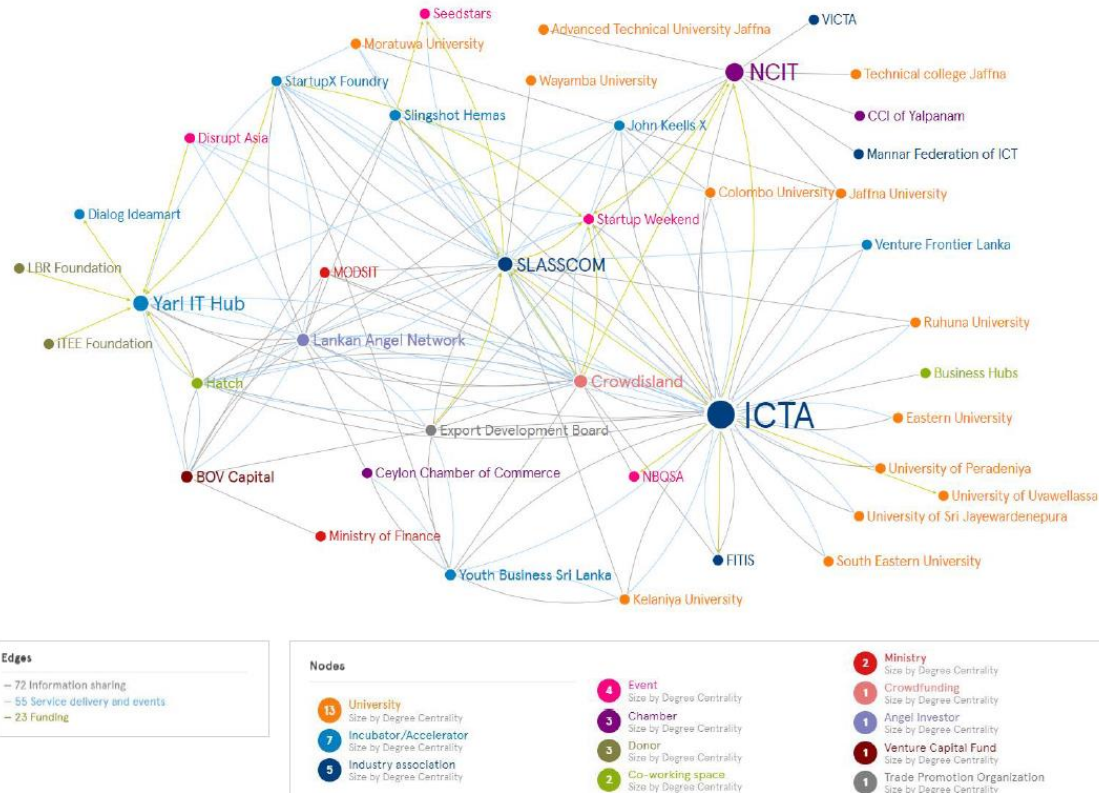 Seedstars
Advanced Technical University Jaffna
VICTA
Moratuwa University
NCIT
Technical college Jaffna
StartupX Foundry
Wayamba University
Slingshot Hemas
CCI of Yalpanam
John Keells X
Disrupt Asia
Mannar Federation of ICT
Colombo University
Jaffna University
Dialog Ideamart
Startup Weekend
Venture Frontier Lanka
LBR Foundation
MODSIT
SLASSCOM
Yarl IT Hub
Ruhuna University
iTEE Foundation
Lankan Angel Network
Hatch
Crowdisland
Business Hubs
ICTA
Eastern University
Export Development Board
BOV Capital
Ceylon Chamber of Commerce
NBQSA
University of Peradeniya
University of Uvawellassa
University of Sri Jayewardenepura
Ministry of Finance
FITIS
South Eastern University
Youth Business Sri Lanka
Kelaniya University
Edges
— 72 Information sharing
— 55 Service delivery and events
— 23 Funding
Nodes
13 University
Size by Degree Centrality
7 Incubator/Accelerator
Size by Degree Centrality
5 Industry association
Size by Degree Centrality
4 Event
Size by Degree Centrality
3 Chamber
Size by Degree Centrality
3 Donor
Size by Degree Centrality
2 Co-working space
Size by Degree Centrality
2 Ministry
Size by Degree Centrality
1 Crowdfunding
Size by Degree Centrality
1 Angel Investor
Size by Degree Centrality
1 Venture Capital Fund
Size by Degree Centrality
1 Trade Promotion Organization
Size by Degree Centrality